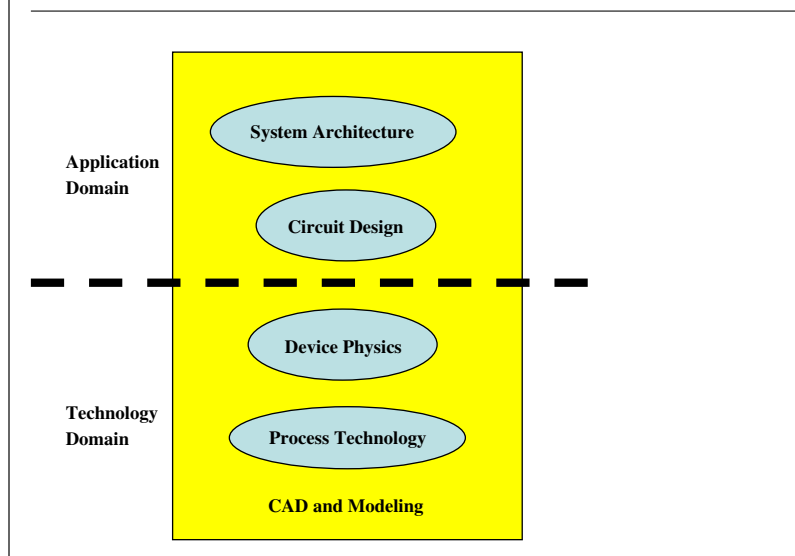 System Architecture
Application
Domain
Circuit Design
Device Physics
Technology
Domain
Process Technology
CAD and Modeling